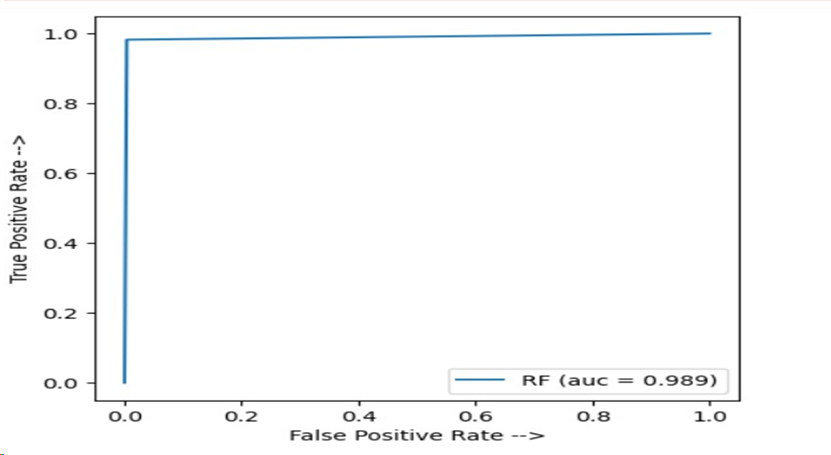 True Positive Rate -->
1.0
0.8
0.6
0.4
0.2
0.0
RF (auc = 0.989)
0.0 0.2 0.4 0.6 0.8 1.0
False Positive Rate -->